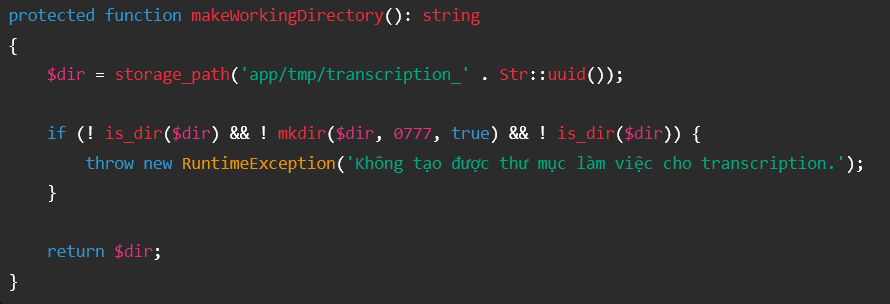 protected function makeWorkingDirectory(): string
{
    $dir = storage_path('app/tmp/transcription_' . Str::uuid());

    if (! is_dir($dir) && ! mkdir($dir, 0777, true) && ! is_dir($dir)) {
        throw new RuntimeException('Không tạo được thư mục làm việc cho transcription.');
    }

    return $dir;
}